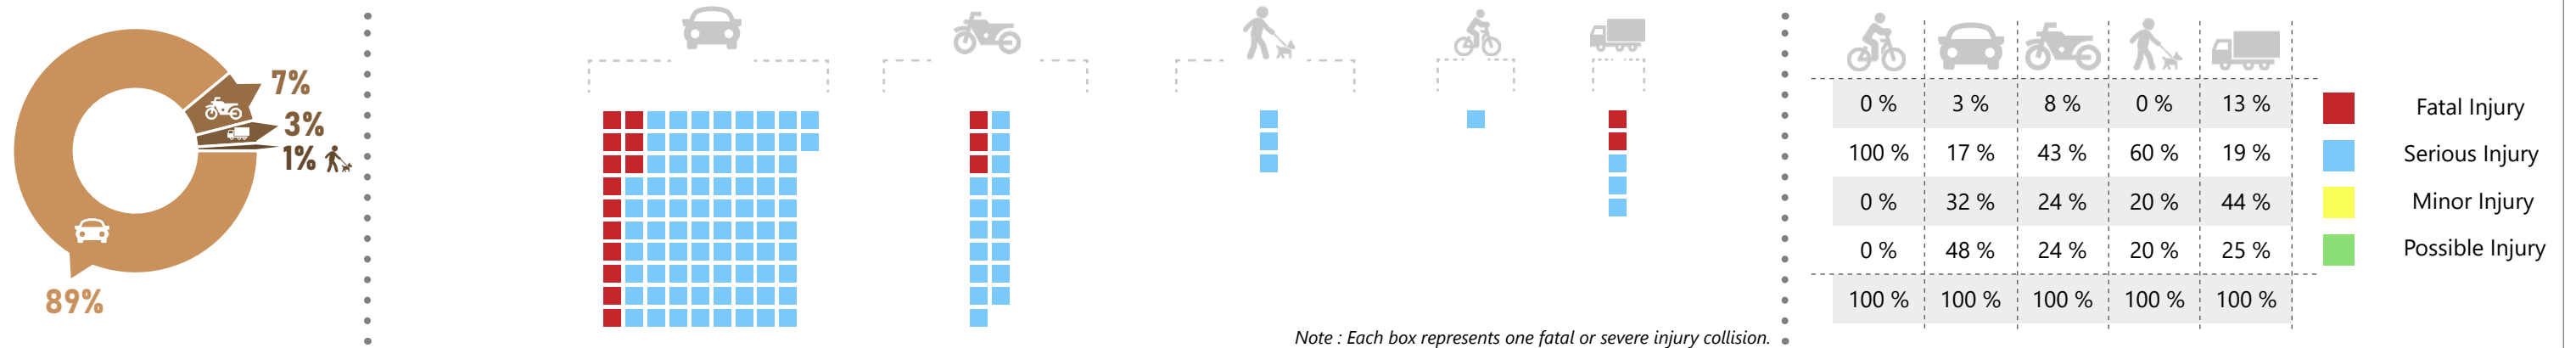 7%
3%
1%
89%
Note : Each box represents one fatal or severe injury collision.
0 % 3 % 8 % 0 % 13 % Fatal Injury
100 % 17 % 43 % 60 % 19 % Serious Injury
0 % 32 % 24 % 20 % 44 % Minor Injury
0 % 48 % 24 % 20 % 25 % Possible Injury
100 % 100 % 100 % 100 % 100 %